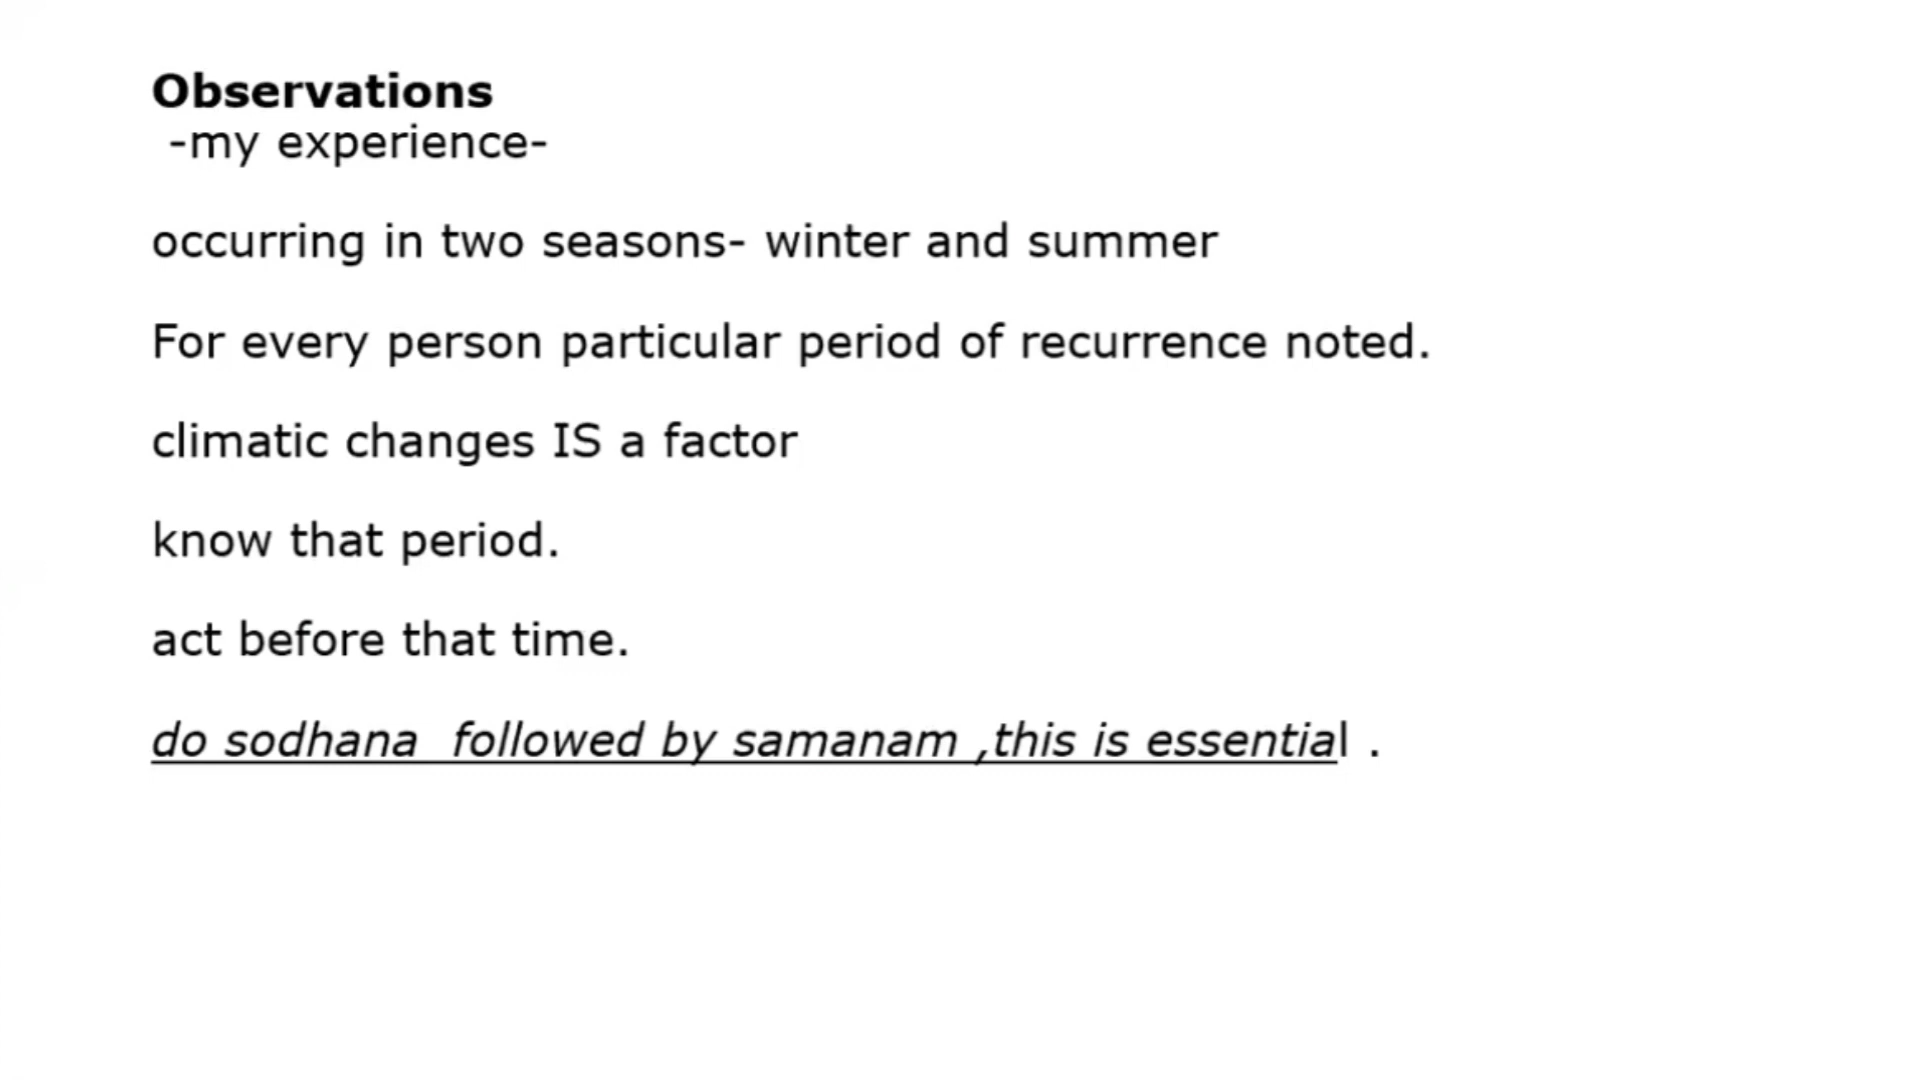 Observations
-my experience-
occurring in two seasons- winter and summer
For every person particular period of recurrence noted.
climatic changes IS a factor
know that period.
act before that time.
do sodhana  followed by samanam ,this is essential .